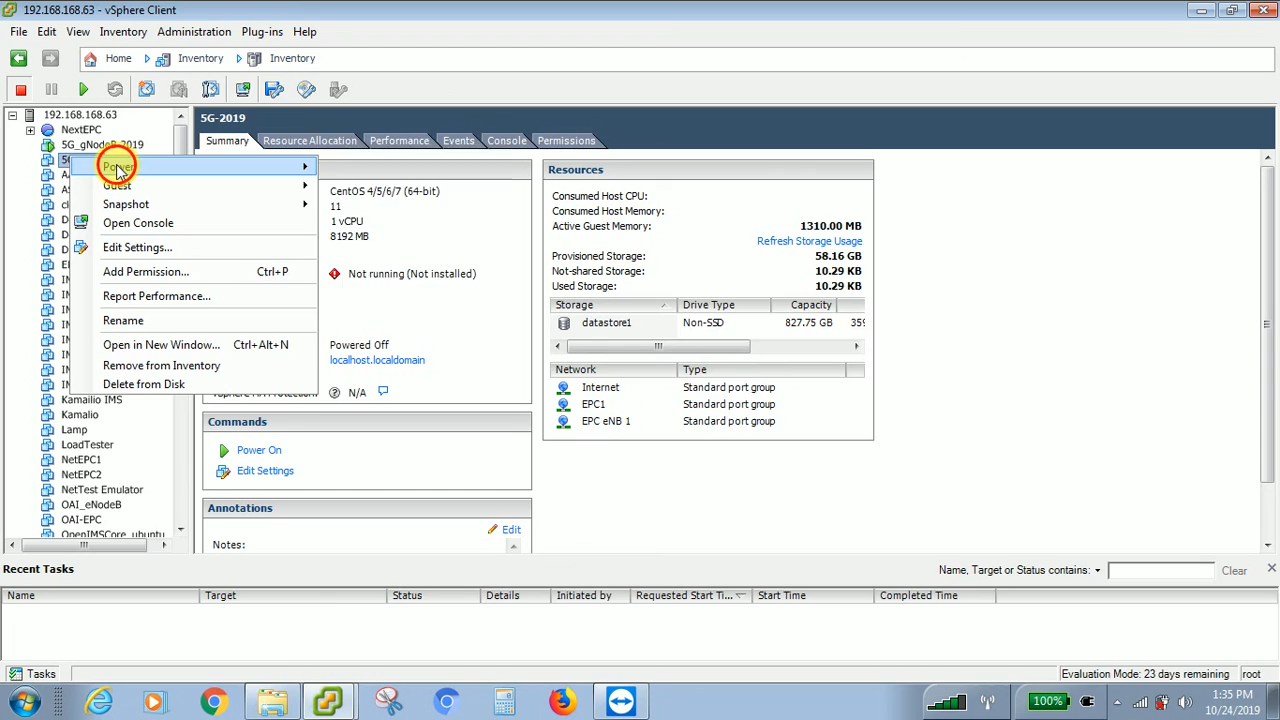 192.168.168.63 - vSphere Client
File Edit View Inventory Administration Plug-ins Help
Home Inventory Inventory
192.168.168.63
NextEPC
5G_gNodeB-2019
Power
Guest
Snapshot
Open Console
Edit Settings...
Add Permission... Ctrl+P
Report Performance...
Rename
Open in New Window... Ctrl+Alt+N
Remove from Inventory
Delete from Disk
Kamailio IMS
Kamalio
Lamp
LoadTester
NetEPC1
NetEPC2
NetTest Emulator
OAI_eNodeB
OAI-EPC
OpenIMSCore_ubuntu
5G-2019
Summary Resource Allocation Performance Events Console Permissions
CentOS 4/5/6/7 (64-bit)
11
1 vCPU
8192 MB
Not running (Not installed)
Powered Off
localhost.localdomain
N/A
Commands
Power On
Edit Settings
Annotations
Notes: Edit
Resources
Consumed Host CPU:
Consumed Host Memory:
Active Guest Memory: 1310.00 MB
Refresh Storage Usage
Provisioned Storage: 58.16 GB
Not-shared Storage: 10.29 KB
Used Storage: 10.29 KB
Storage Drive Type Capacity
datastore1 Non-SSD 827.75 GB 359
Network Type
Internet Standard port group
EPC1 Standard port group
EPC eNB 1 Standard port group
Recent Tasks Name, Target or Status contains: Clear
Name Target Status Details Initiated by Requested Start Ti... Start Time Completed Time
Tasks Evaluation Mode: 23 days remaining root
100% 1:35 PM
10/24/2019